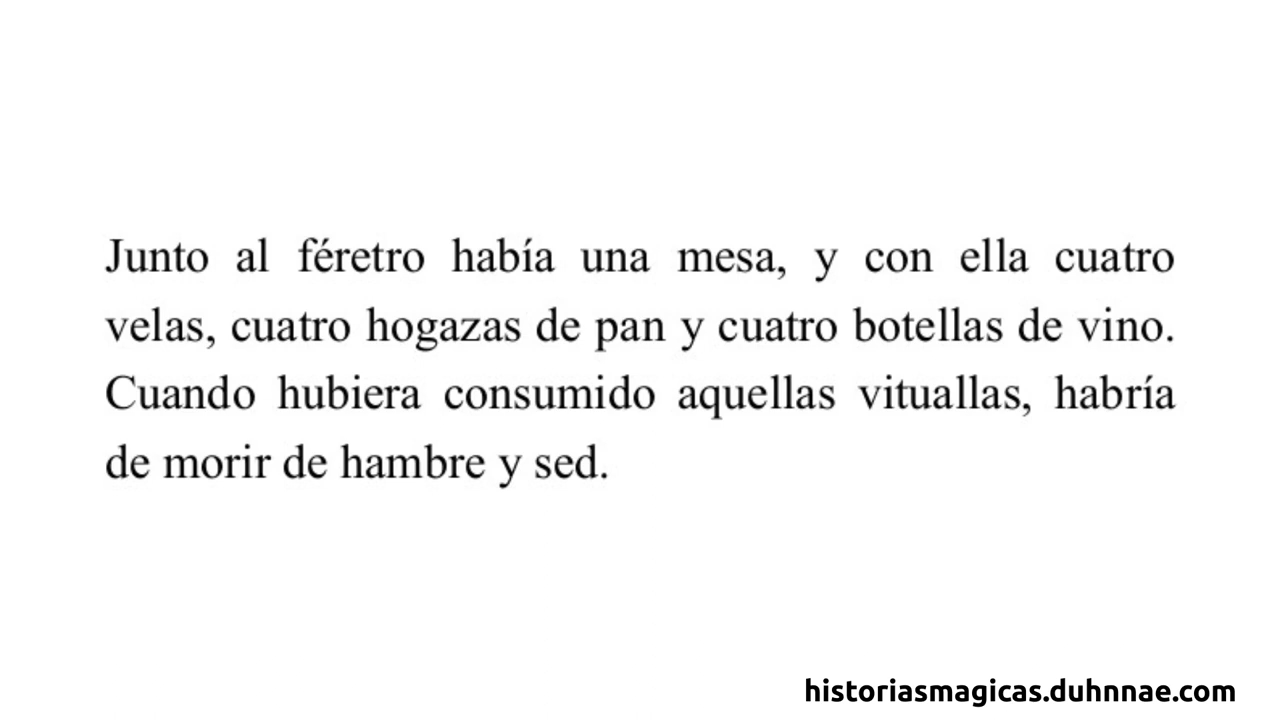 Junto al féretro había una mesa, y con ella cuatro
velas, cuatro hogazas de pan y cuatro botellas de vino.
Cuando hubiera consumido aquellas vituallas, habría
de morir de hambre y sed.
historiasmagicas.duhnnae.com